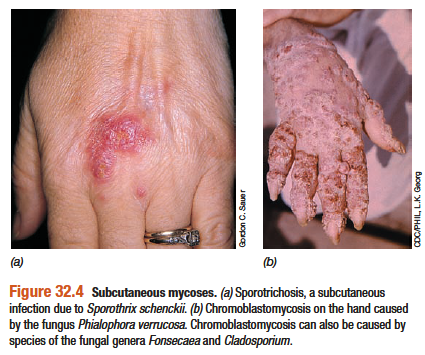 Gordon C. Sauer
CDC/PHIL, L.K. Georg
(a)
(b)
Figure 32.4 Subcutaneous mycoses. (a) Sporotrichosis, a subcutaneous
infection due to Sporothrix schenckii. (b) Chromoblastomycosis on the hand caused
by the fungus Phialophora verrucosa. Chromoblastomycosis can also be caused by
species of the fungal genera Fonsecaea and Cladosporium.